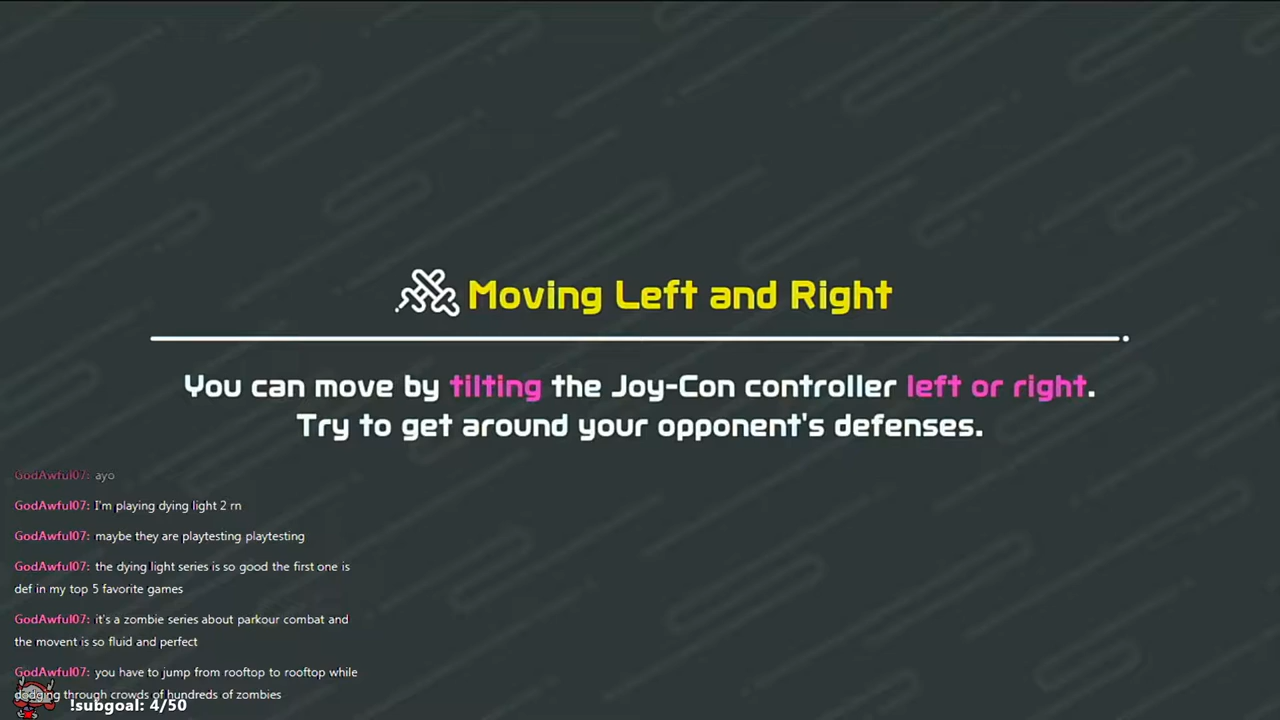 Moving Left and Right
You can move by tilting the Joy-Con controller left or right.
Try to get around your opponent's defenses.
GodAwful07: ayo
GodAwful07: I'm playing dying light 2 rn
GodAwful07: maybe they are playtesting playtesting
GodAwful07: the dying light series is so good the first one is
def in my top 5 favorite games
GodAwful07: it's a zombie series about parkour combat and
the movent is so fluid and perfect
GodAwful07: you have to jump from rooftop to rooftop while
dodging through crowds of hundreds of zombies
!subgoal: 4/50